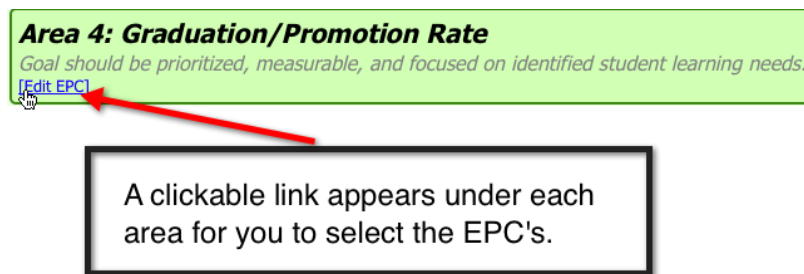 Area 4: Graduation/Promotion Rate
Goal should be prioritized, measurable, and focused on identified student learning needs.
[Edit EPC]
A clickable link appears under each
area for you to select the EPC's.